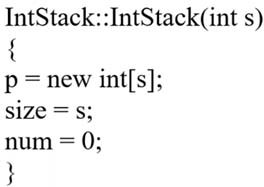 IntStack::IntStack(int s)
{
p = new int[s];
size = s;
num = 0;
}